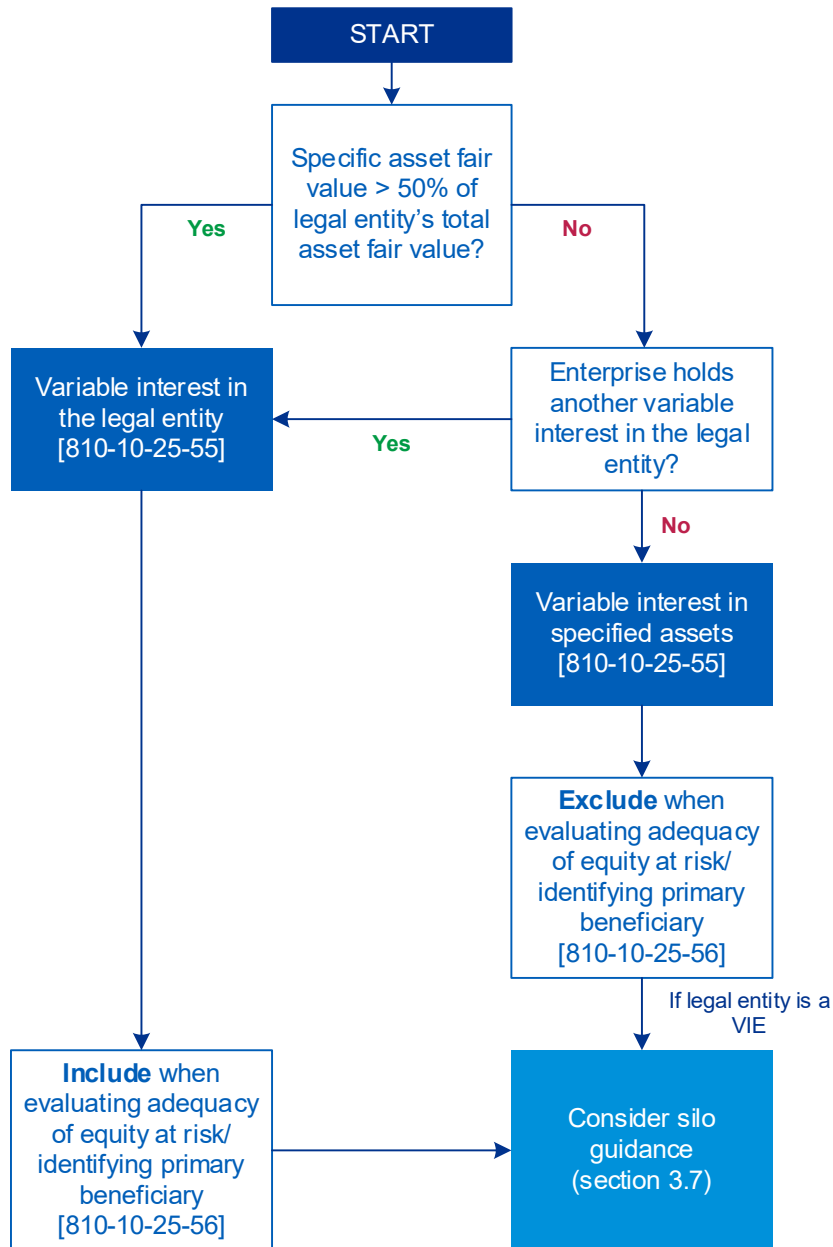 START
Specific asset fair
value > 50% of
legal entity’s total
asset fair value?
Yes
No
Variable interest in
the legal entity
[810-10-25-55]
Enterprise holds
another variable
interest in the legal
entity?
Yes
No
Variable interest in
specified assets
[810-10-25-55]
Exclude when
evaluating adequacy
of equity at risk/
identifying primary
beneficiary
[810-10-25-56]
If legal entity is a
VIE
Include when
evaluating adequacy
of equity at risk/
identifying primary
beneficiary
[810-10-25-56]
Consider silo
guidance
(section 3.7)